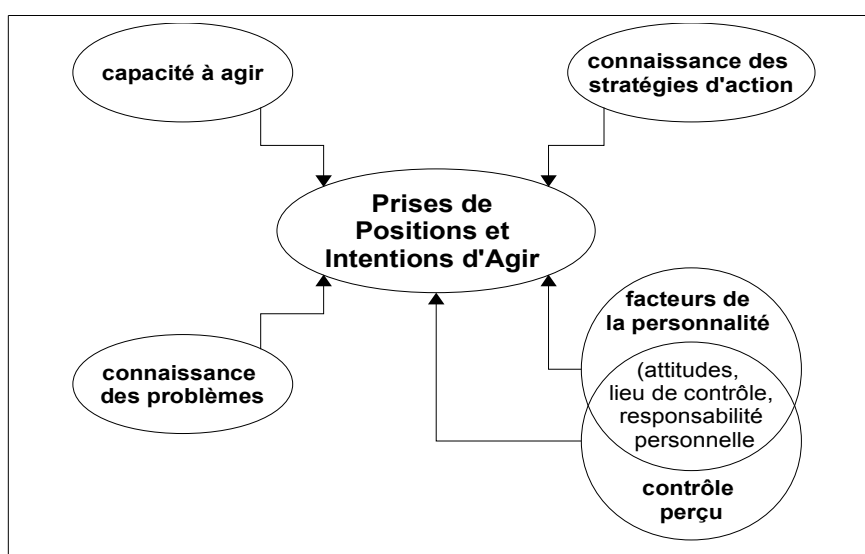 capacité à agir
connaissance des
stratégies d'action
Prises de
Positions et
Intentions d'Agir
connaissance
des problèmes
facteurs de
la personnalité
(attitudes,
lieu de contrôle,
responsabilité
personnelle
contrôle
perçu